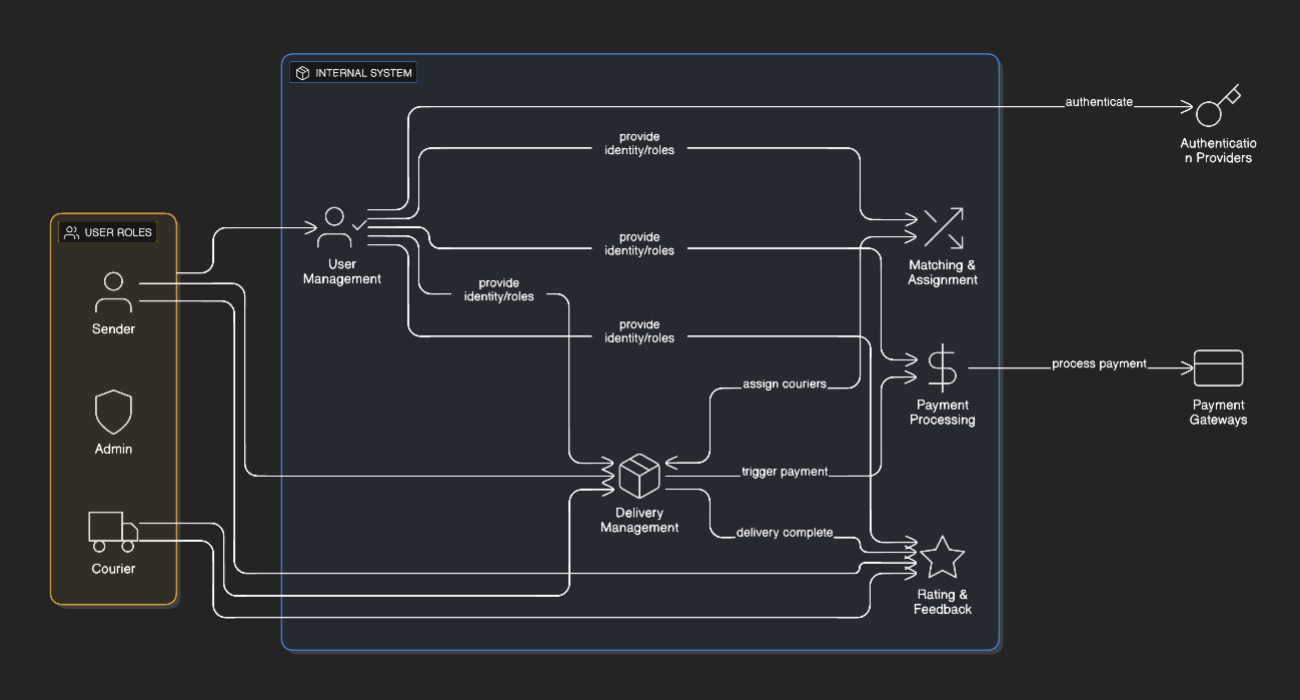 INTERNAL SYSTEM
authenticate
Authenticatio
n Providers
provide
identity/roles
USER ROLES
User
Management
provide
identity/roles
Matching &
Assignment
provide
identity/roles
Sender
provide
identity/roles
assign couriers
process payment
Payment
Processing
Payment
Gateways
Admin
trigger payment
Delivery
Management
delivery complete
Courier
Rating &
Feedback